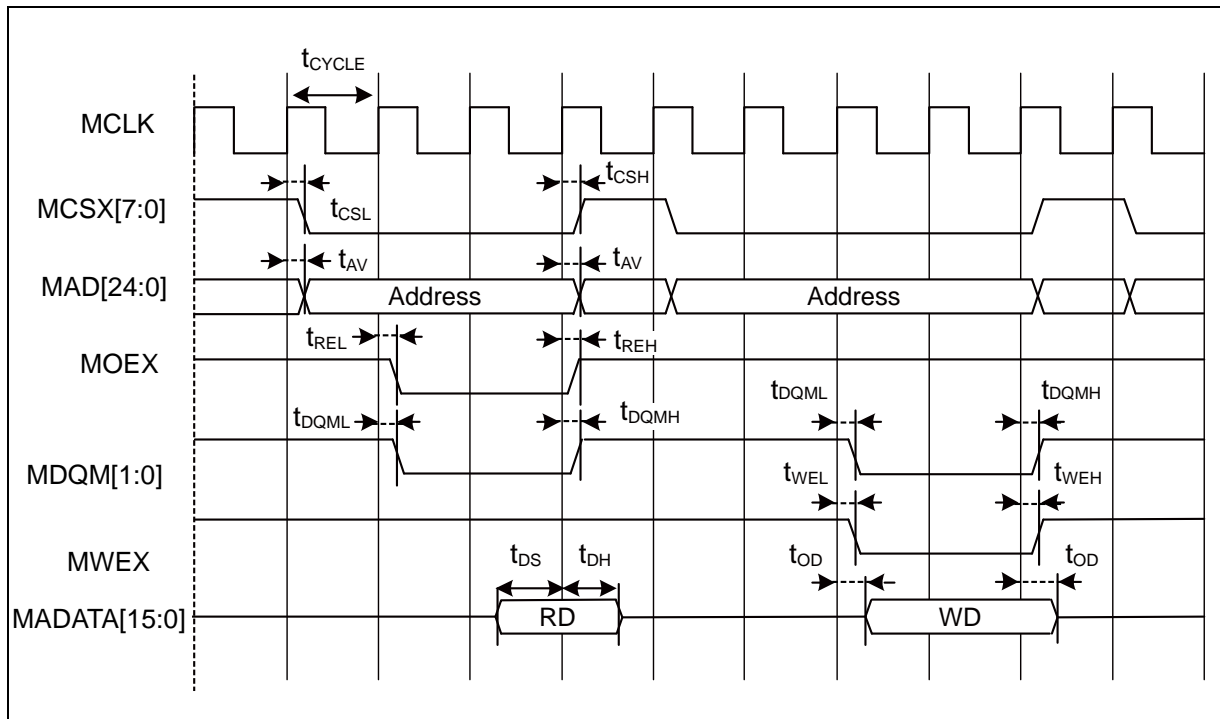 tCYCLE
MCLK
tCSH
MCSX[7:0]
tCSL
tAV
tAV
MAD[24:0]
Address
Address
tREL
tREH
MOEX
tDQML
tDQMH
tDQML
tDQMH
MDQM[1:0]
tWEL
tWEH
MWEX
tDS
tDH
tOD
tOD
MADATA[15:0]
RD
WD